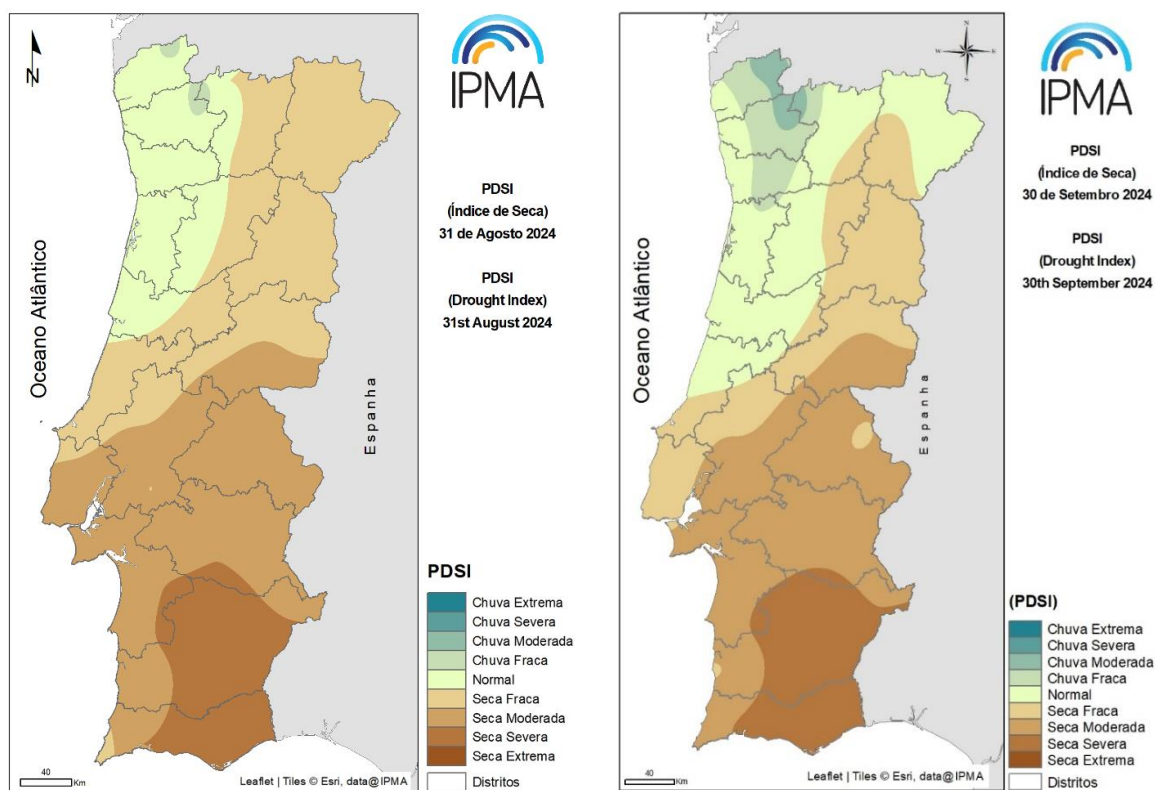 N
IPMA
PDSI
(Índice de Seca)
31 de Agosto 2024
PDSI
(Drought Index)
31st August 2024
Oceano Atlântico
Espanha
PDSI
Chuva Extrema
Chuva Severa
Chuva Moderada
Chuva Fraca
Normal
Seca Fraca
Seca Moderada
Seca Severa
Seca Extrema
Distritos
40
Km
Leaflet | Tiles © Esri, data@IPMA
N
W
E
S
IPMA
PDSI
(Índice de Seca)
30 de Setembro 2024
PDSI
(Drought Index)
30th September 2024
Oceano Atlântico
Espanha
(PDSI)
Chuva Extrema
Chuva Severa
Chuva Moderada
Chuva Fraca
Normal
Seca Fraca
Seca Moderada
Seca Severa
Seca Extrema
Distritos
40
Km
Leaflet | Tiles © Esri, data@IPMA